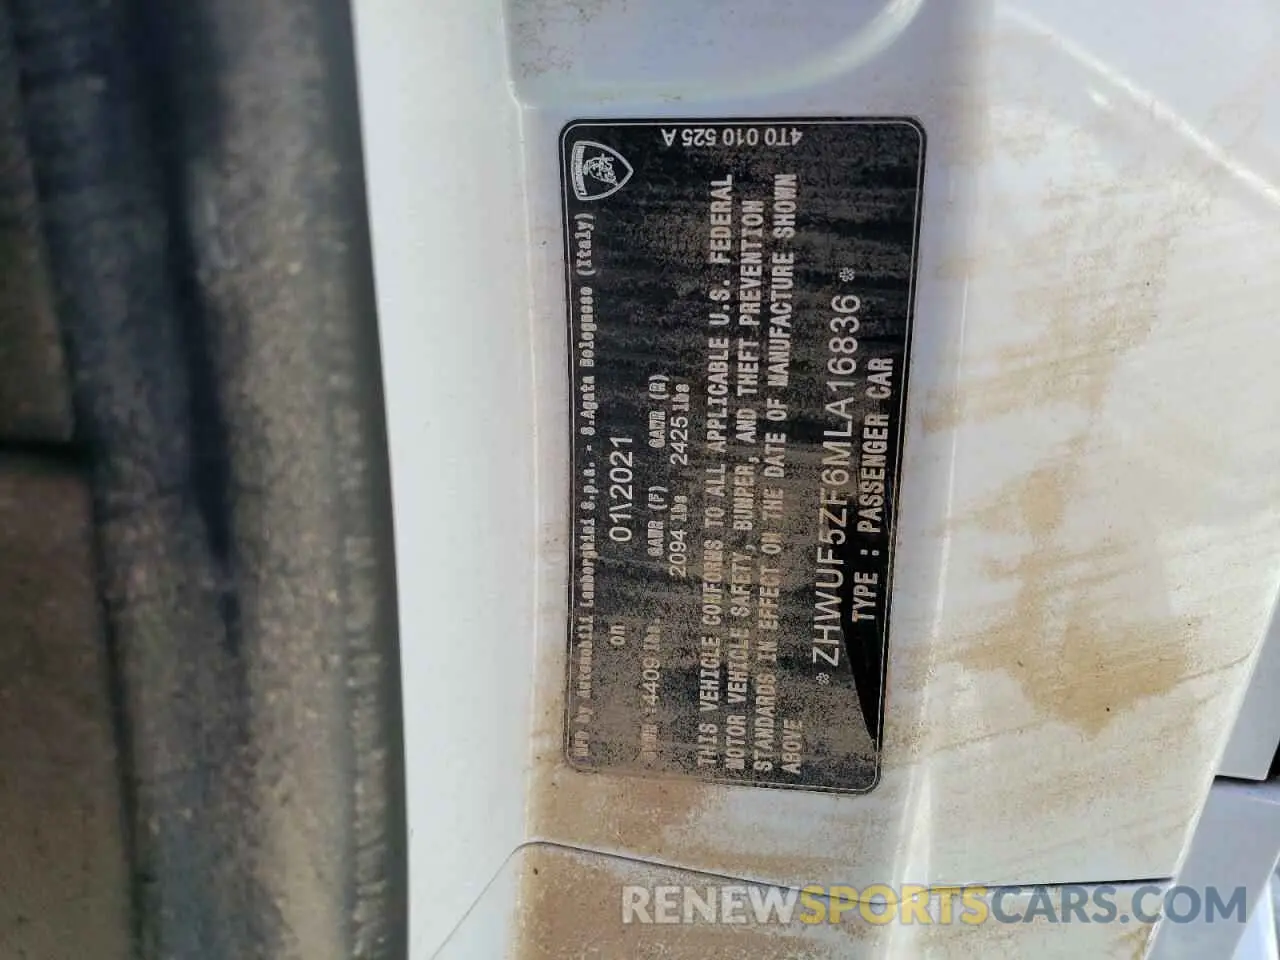 4T0 010 525 A
LAMBORGHINI
MFD by Automobili Lamborghini S.p.a. - S.Agata Bolognese (Italy)
on 01\2021
GVWR 4409 lbs GAWR (F) GAWR (R)
2094 lbs 2425 lbs
THIS VEHICLE CONFORMS TO ALL APPLICABLE U.S. FEDERAL
MOTOR VEHICLE SAFETY, BUMPER, AND THEFT PREVENTION
STANDARDS IN EFFECT ON THE DATE OF MANUFACTURE SHOWN
ABOVE
* ZHWUF5ZF6MLA16836 *
TYPE : PASSENGER CAR
RENEWSPORTSCARS.COM